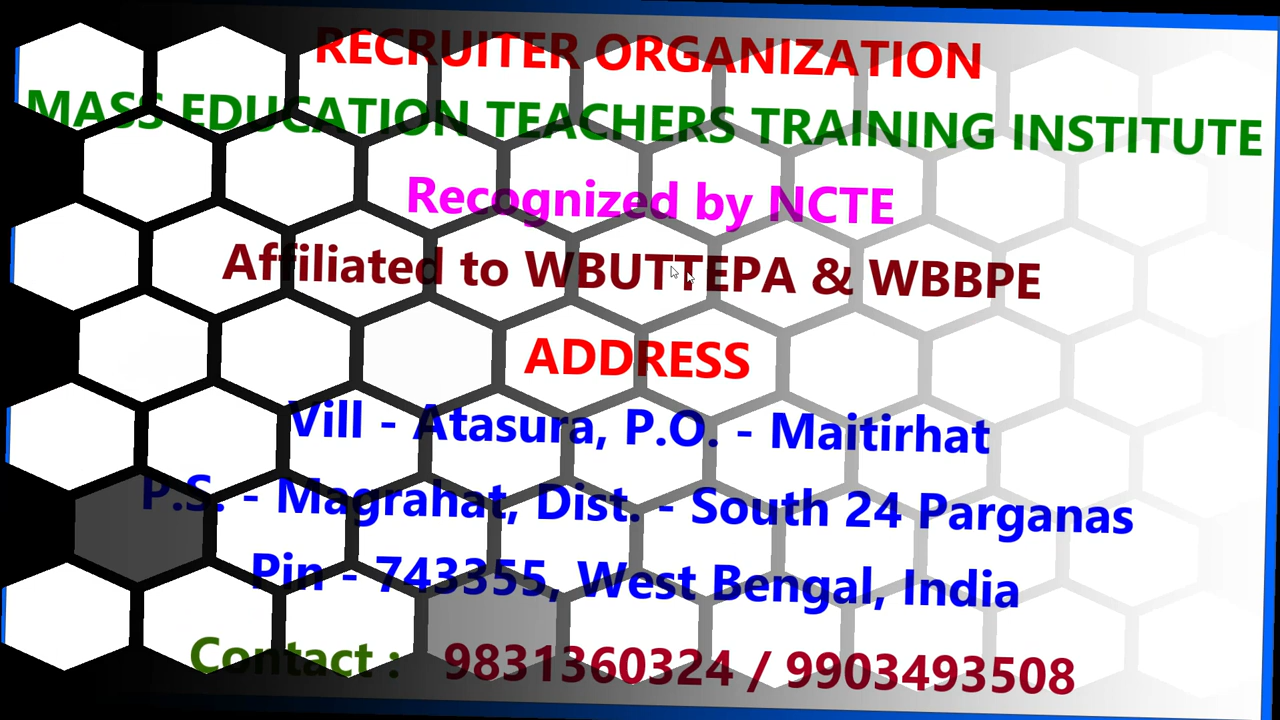 RECRUITER ORGANIZATION
MASS EDUCATION TEACHERS TRAINING INSTITUTE
Recognized by NCTE
Affiliated to WBUTTEPA & WBBPE
ADDRESS
Vill - Atasura, P.O. - Maitirhat
P.S. - Magrahat, Dist. - South 24 Parganas
Pin - 743355, West Bengal, India
Contact : 9831360324 / 9903493508